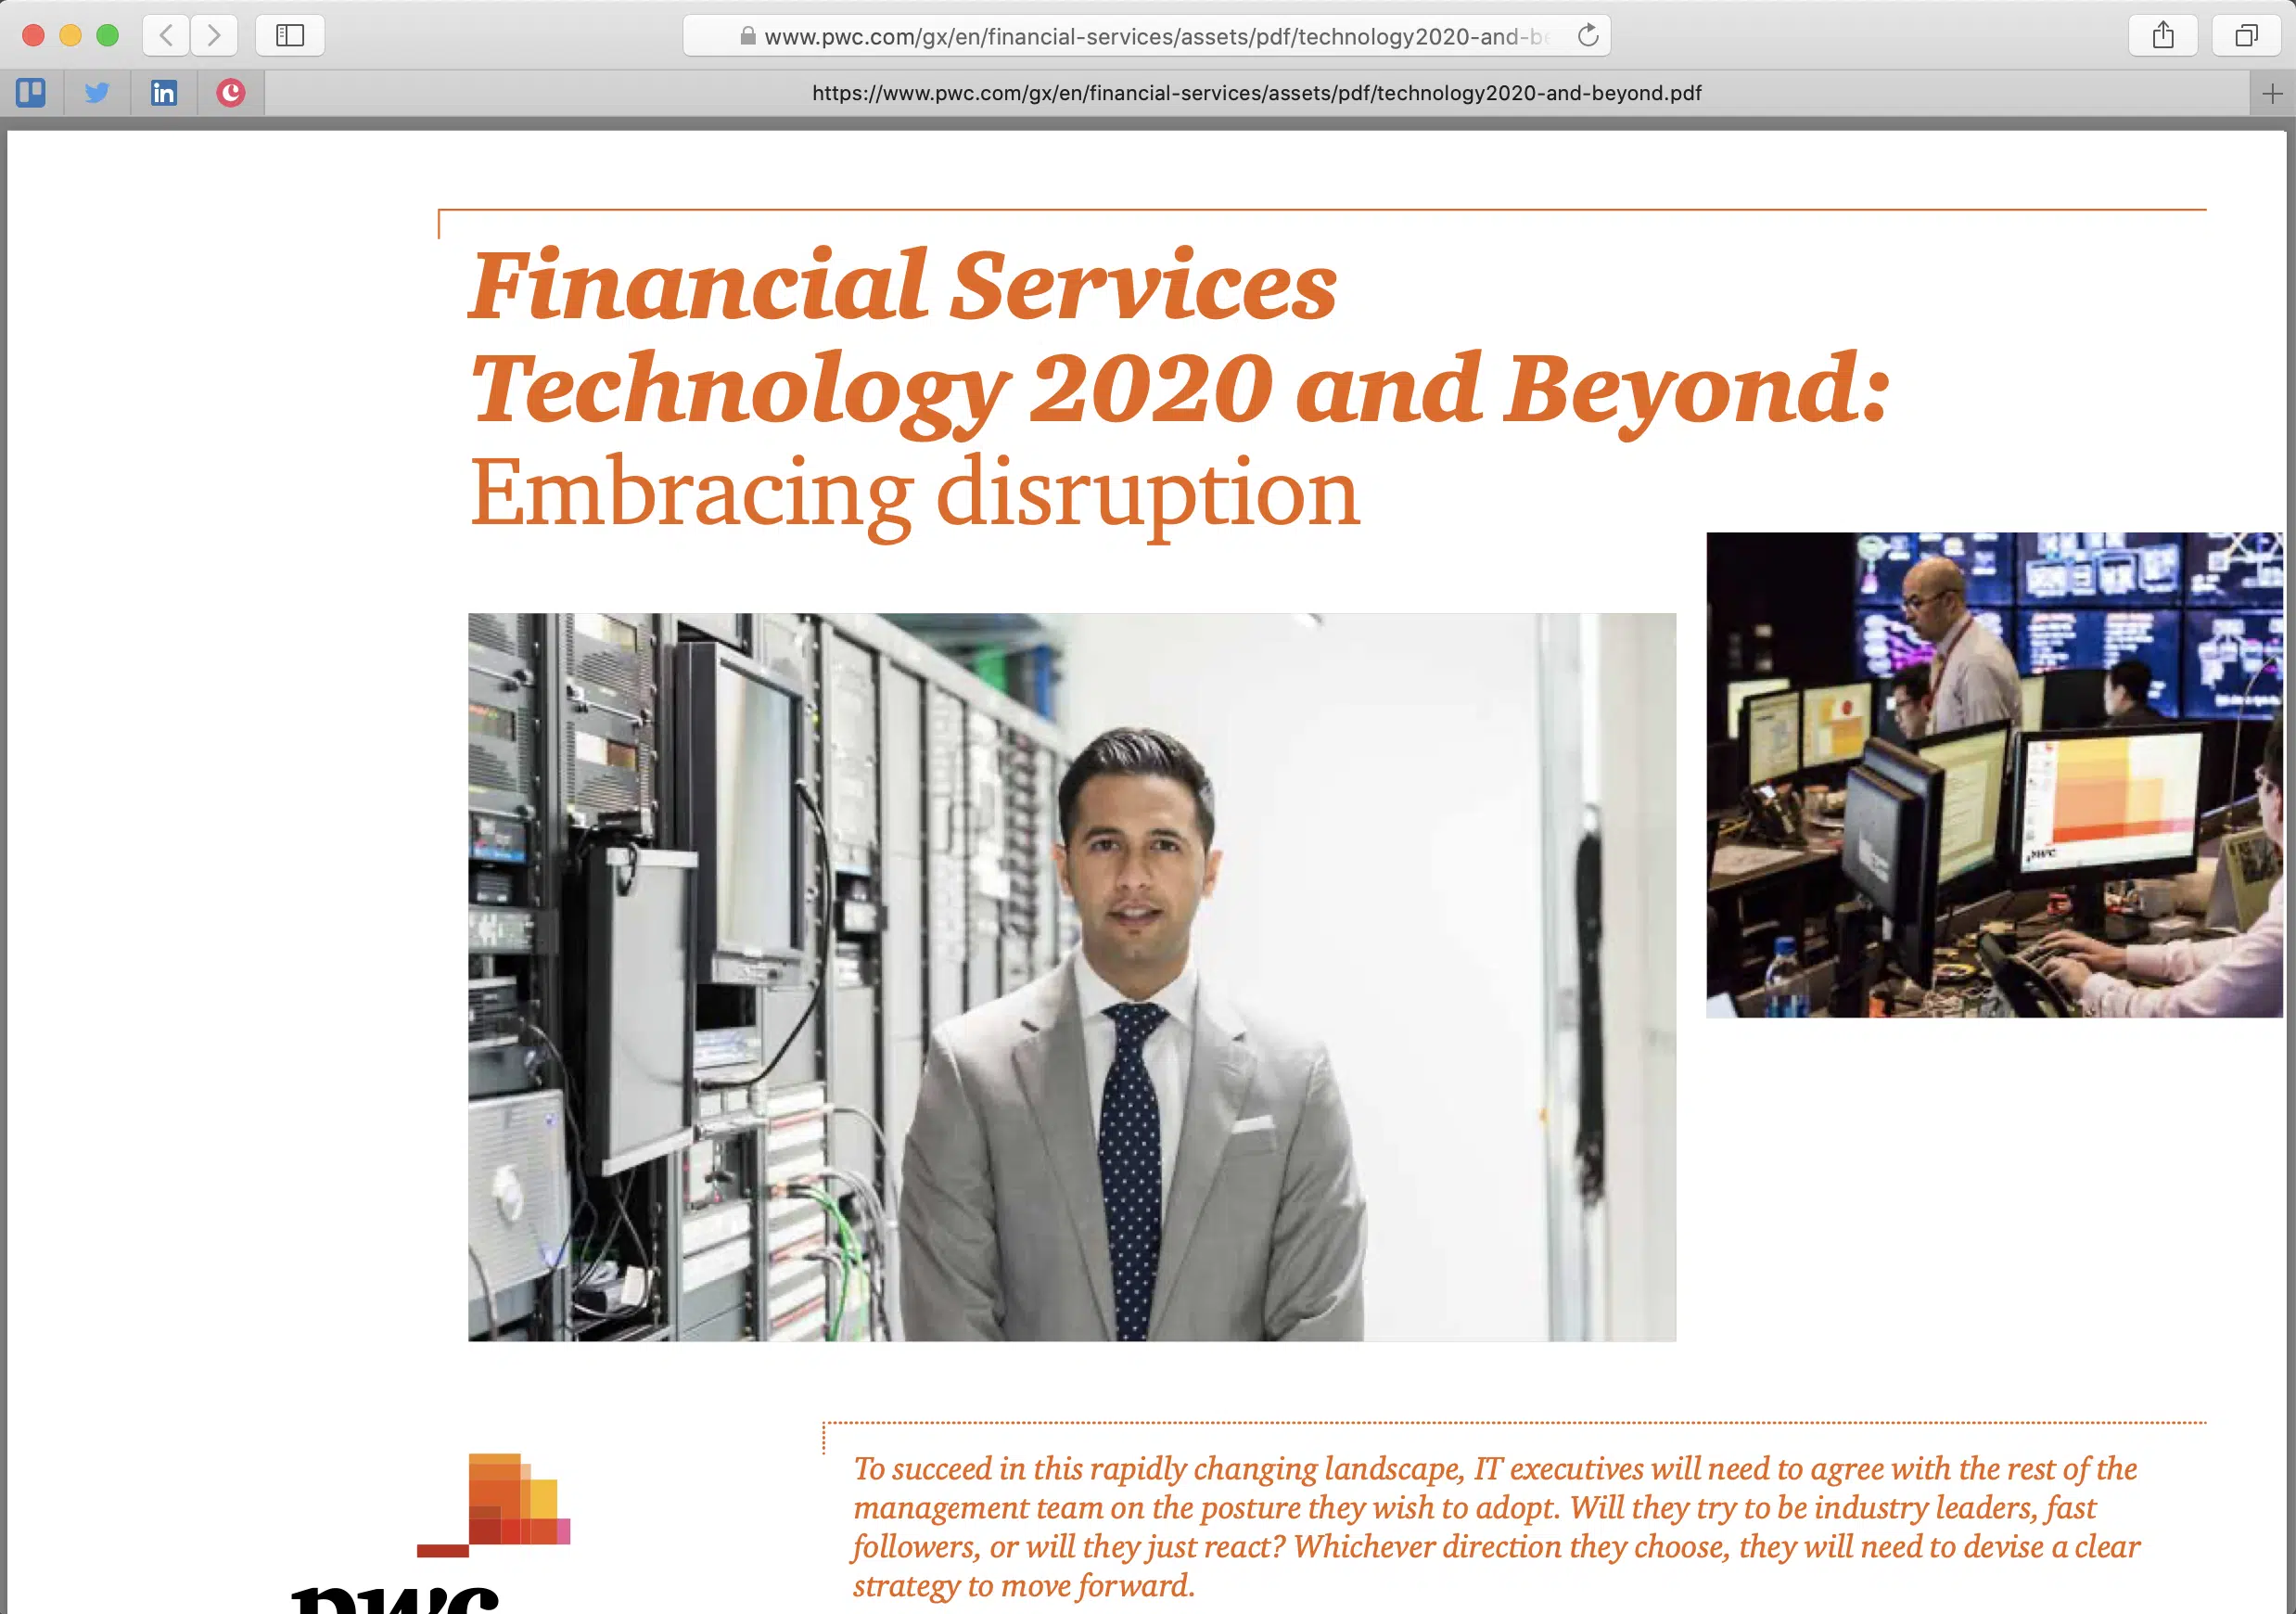 www.pwc.com/gx/en/financial-services/assets/pdf/technology2020-and-be
https://www.pwc.com/gx/en/financial-services/assets/pdf/technology2020-and-beyond.pdf
Financial Services
Technology 2020 and Beyond:
Embracing disruption
pwc
To succeed in this rapidly changing landscape, IT executives will need to agree with the rest of the
management team on the posture they wish to adopt. Will they try to be industry leaders, fast
followers, or will they just react? Whichever direction they choose, they will need to devise a clear
strategy to move forward.
pwc